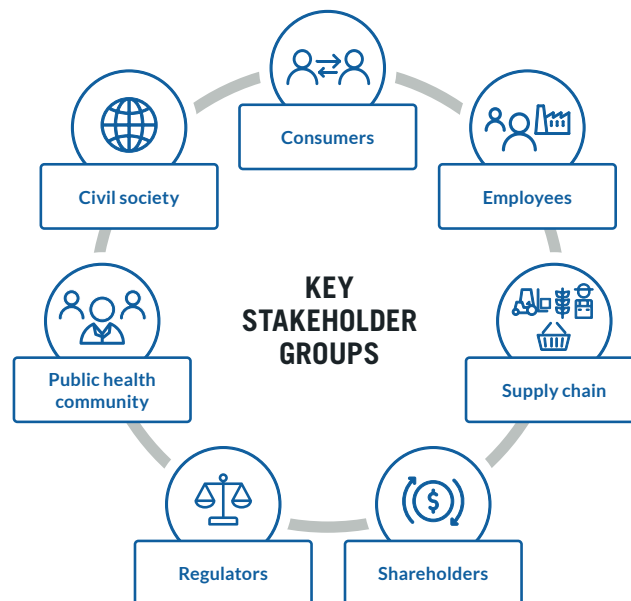 Consumers
Civil society
Employees
KEY
STAKEHOLDER
GROUPS
Public health
community
Supply chain
$
Regulators
Shareholders